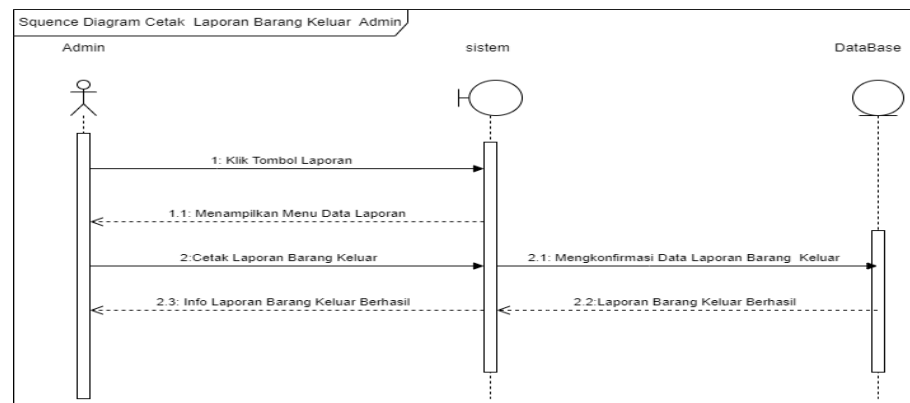 Squence Diagram Cetak Laporan Barang Keluar Admin
Admin
sistem
DataBase
1: Klik Tombol Laporan
1.1: Menampilkan Menu Data Laporan
2:Cetak Laporan Barang Keluar
2.1: Mengkonfirmasi Data Laporan Barang Keluar
2.3: Info Laporan Barang Keluar Berhasil
2.2:Laporan Barang Keluar Berhasil